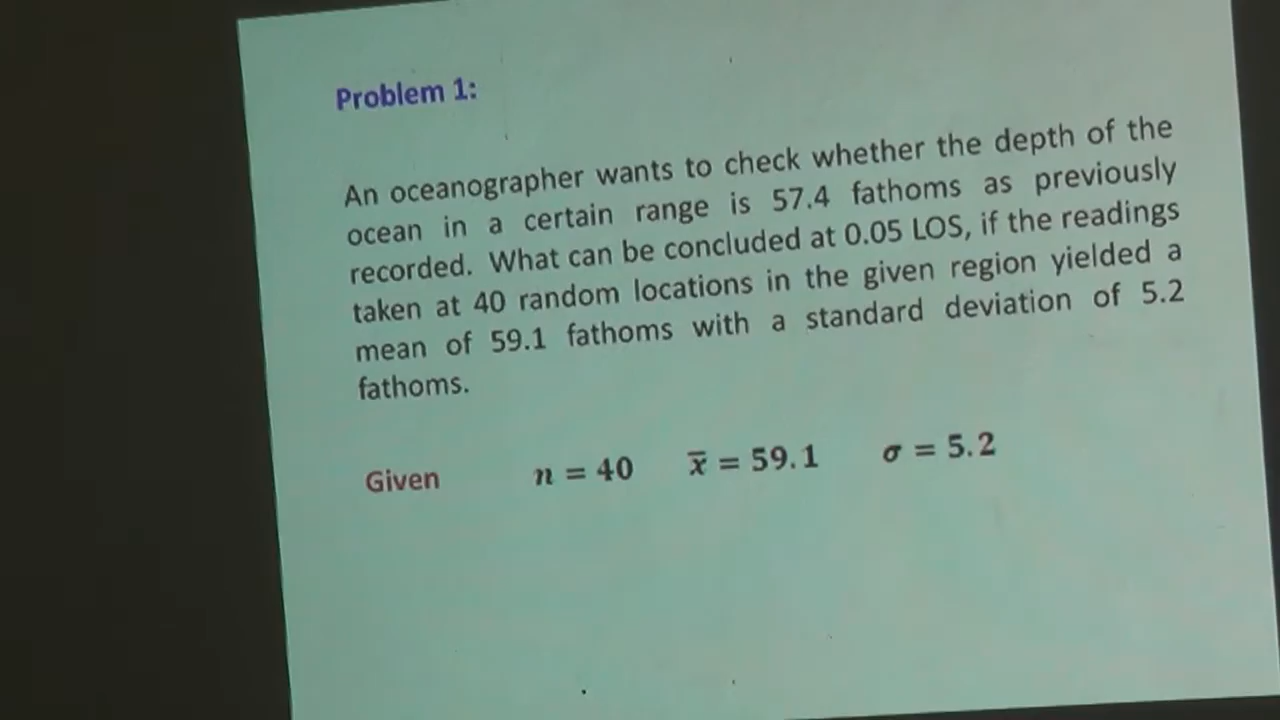 Problem 1:
An oceanographer wants to check whether the depth of the
ocean in a certain range is 57.4 fathoms as previously
recorded. What can be concluded at 0.05 LOS, if the readings
taken at 40 random locations in the given region yielded a
mean of 59.1 fathoms with a standard deviation of 5.2
fathoms.
Given n = 40 x̅ = 59.1 σ = 5.2